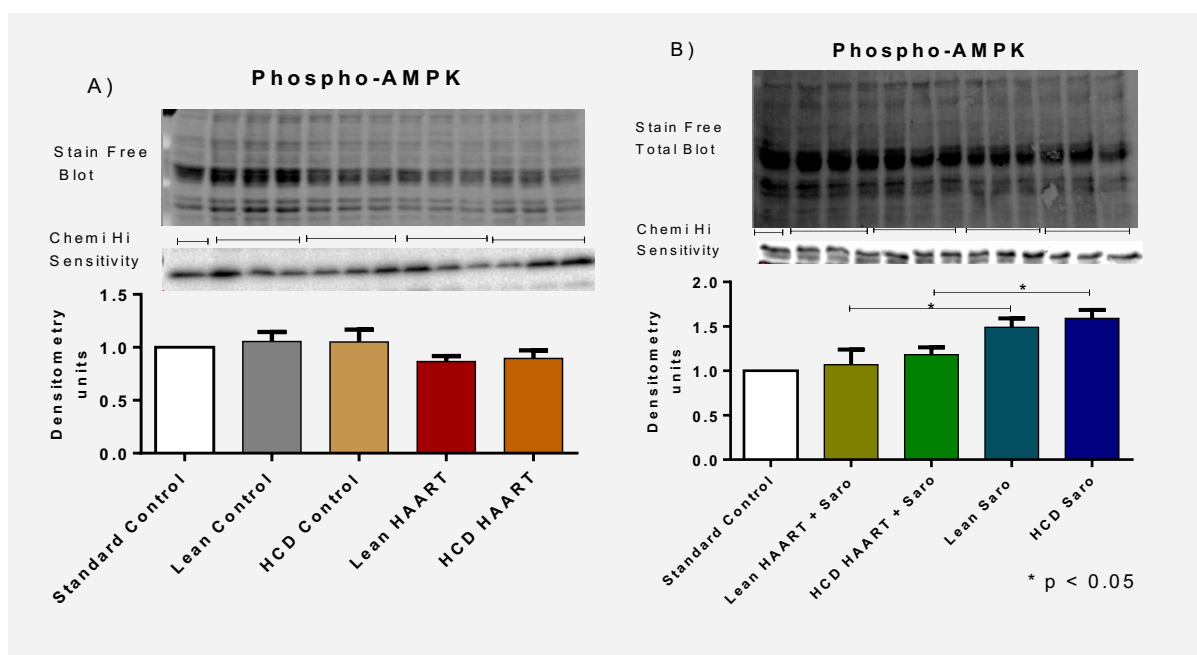 A)
Phospho-AMPK
Stain Free
Blot
Chemi Hi
Sensitivity
Densitometry
units
1.5
1.0
0.5
0.0
Standard Control
Lean Control
HCD Control
Lean HAART
HCD HAART
B)
Phospho-AMPK
Stain Free
Total Blot
Chemi Hi
Sensitivity
Densitometry
units
2.0
1.5
1.0
0.5
0.0
*
*
Standard Control
Lean HAART + Saro
HCD HAART + Saro
Lean Saro
HCD Saro
* p < 0.05